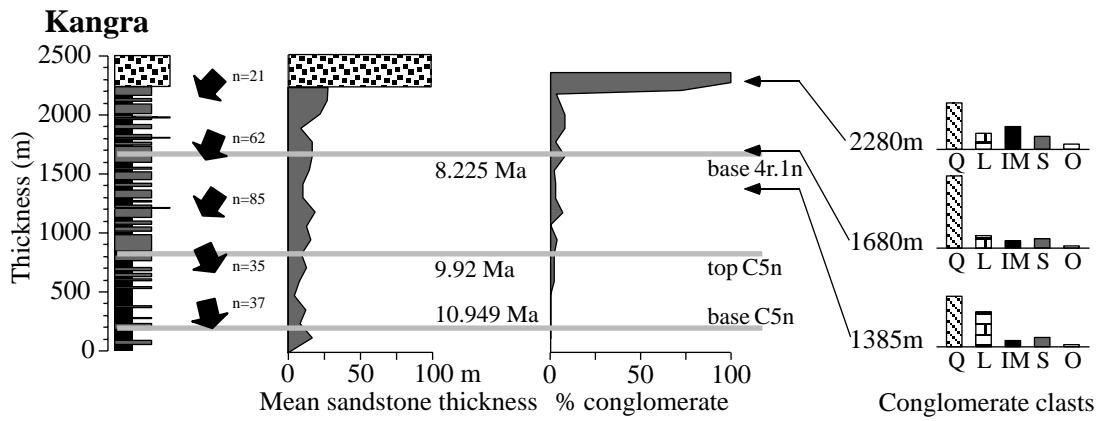 Kangra
Thickness (m)
2500
2000
1500
1000
500
0
n=21
n=62
n=85
n=35
n=37
8.225 Ma
base 4r.1n
9.92 Ma
top C5n
10.949 Ma
base C5n
0 50 100 m
Mean sandstone thickness
0 50 100
% conglomerate
2280m
Q L IM S O
1680m
Q L IM S O
1385m
Q L IM S O
Conglomerate clasts